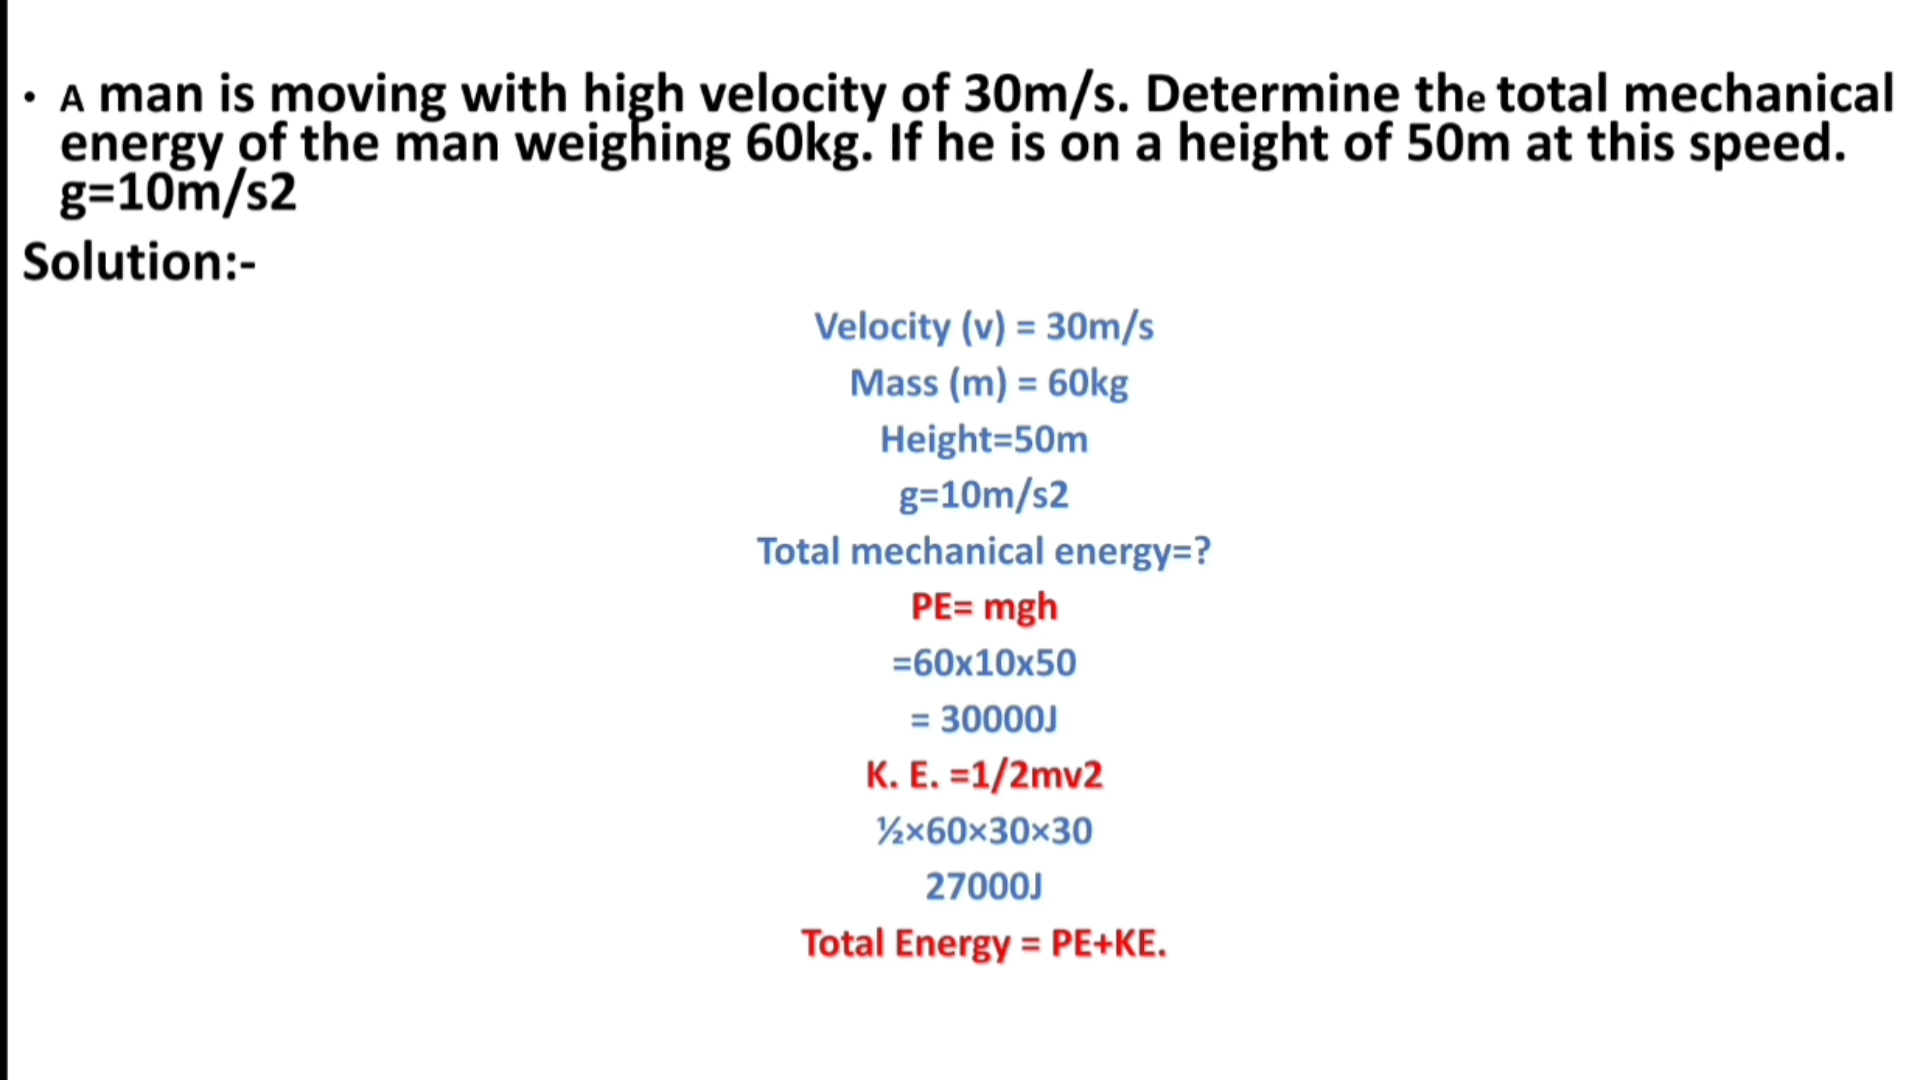 • A man is moving with high velocity of 30m/s. Determine the total mechanical
energy of the man weighing 60kg. If he is on a height of 50m at this speed.
g=10m/s2
Solution:-
Velocity (v) = 30m/s
Mass (m) = 60kg
Height=50m
g=10m/s2
Total mechanical energy=?
PE= mgh
=60x10x50
= 30000J
K. E. =1/2mv2
½×60×30×30
27000J
Total Energy = PE+KE.